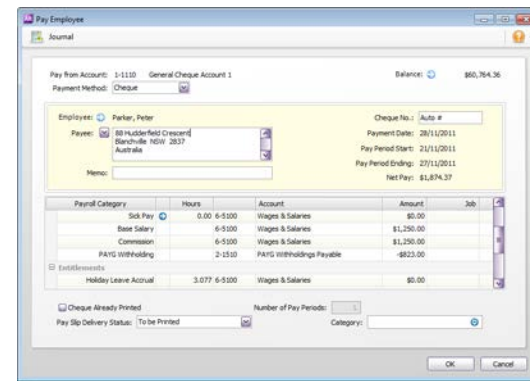 Pay Employee
Journal
Pay from Account: 1-1110 General Cheque Account 1 Balance: $60,764.36
Payment Method: Cheque
Employee: Parker, Peter Cheque No.: Auto #
Payee: 88 Hudderfield Crescent Payment Date: 28/11/2011
Blanchville NSW 2837 Pay Period Start: 21/11/2011
Australia Pay Period Ending: 27/11/2011
Memo: Net Pay: $1,874.37
Payroll Category Hours Account Amount Job
Sick Pay 0.00 6-5100 Wages & Salaries $0.00
Base Salary 6-5100 Wages & Salaries $1,250.00
Commission 6-5100 Wages & Salaries $1,250.00
PAYG Withholding 2-1510 PAYG Withholdings Payable -$823.00
Entitlements
Holiday Leave Accrual 3.077 6-5100 Wages & Salaries $0.00
Cheque Already Printed Number of Pay Periods: 1
Pay Slip Delivery Status: To be Printed Category:
OK Cancel